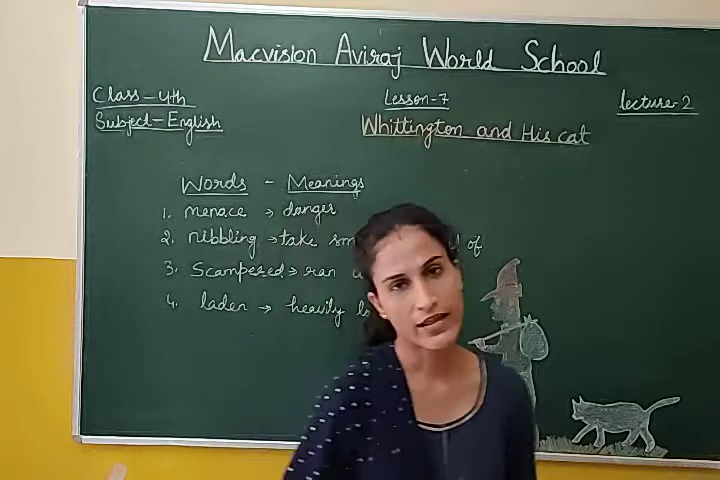 Macvision Aviraj World School
Class-4th
Lesson-7
lecture-2
Subject-English
Whittington and His cat
Words - Meanings
1. menace → danger
2. nibbling → take of
3. Scampered → ran
4. laden → heavily